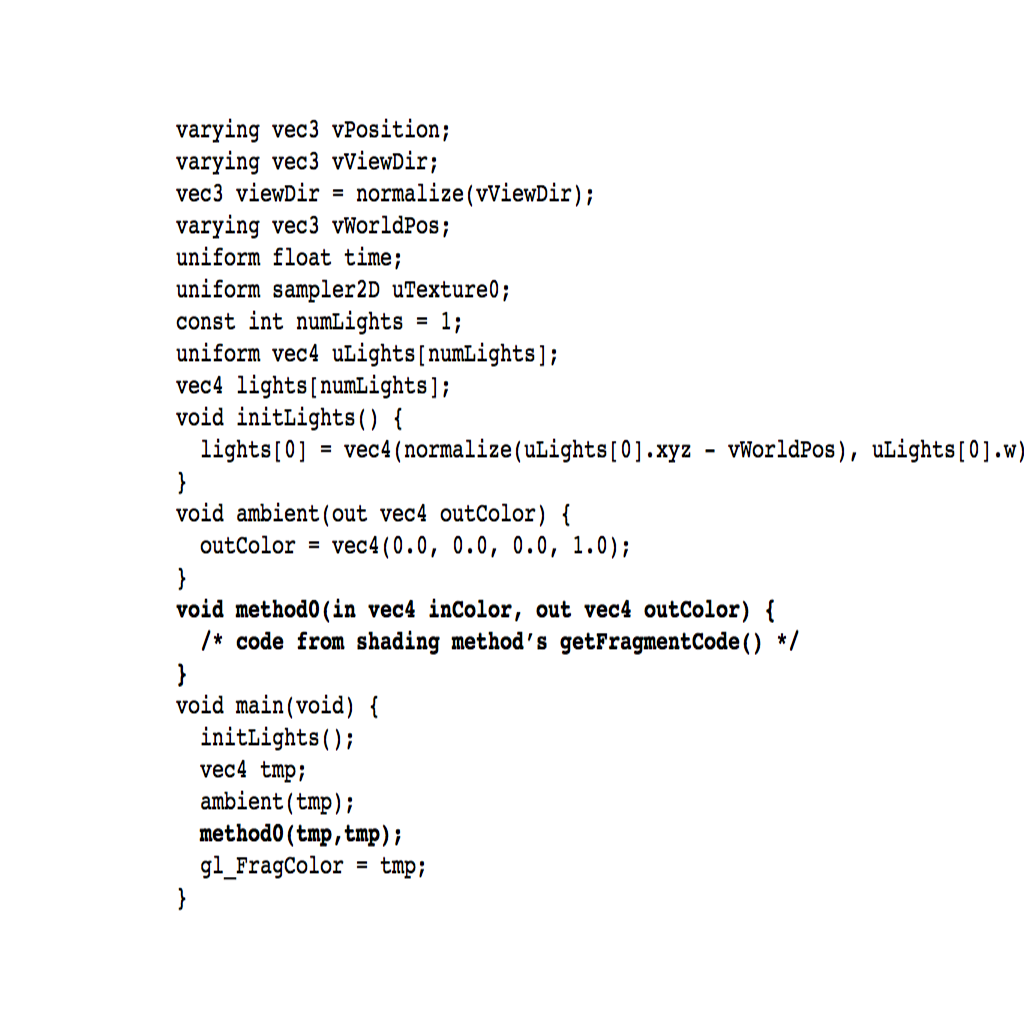 varying vec3 vPosition;
varying vec3 vViewDir;
vec3 viewDir = normalize(vViewDir);
varying vec3 vWorldPos;
uniform float time;
uniform sampler2D uTexture0;
const int numLights = 1;
uniform vec4 uLights[numLights];
vec4 lights[numLights];
void initLights() {
  lights[0] = vec4(normalize(uLights[0].xyz - vWorldPos), uLights[0].w)
}
void ambient(out vec4 outColor) {
  outColor = vec4(0.0, 0.0, 0.0, 1.0);
}
void method0(in vec4 inColor, out vec4 outColor) {
  /* code from shading method’s getFragmentCode() */
}
void main(void) {
  initLights();
  vec4 tmp;
  ambient(tmp);
  method0(tmp,tmp);
  gl_FragColor = tmp;
}